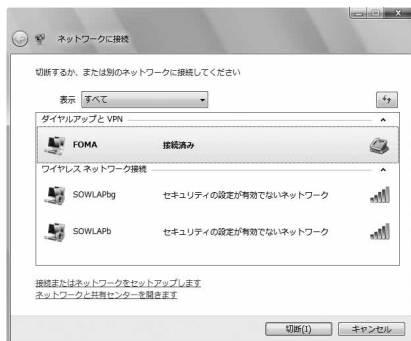 ネットワークに接続
切断するか、または別のネットワークに接続してください
表示 すべて
ダイヤルアップと VPN
FOMA 接続済み
ワイヤレス ネットワーク接続
SOWLAPbg セキュリティの設定が有効でないネットワーク
SOWLAPb セキュリティの設定が有効でないネットワーク
接続またはネットワークをセットアップします
ネットワークと共有センターを開きます
切断(I) キャンセル